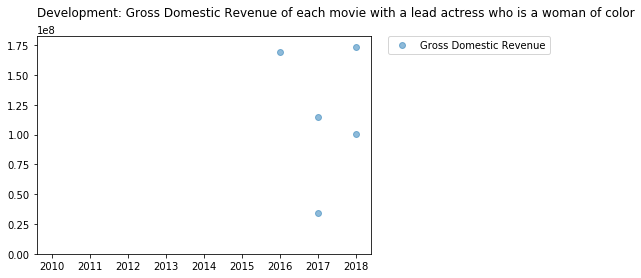 Development: Gross Domestic Revenue of each movie with a lead actress who is a woman of color
1e8
Gross Domestic Revenue
1.75
1.50
1.25
1.00
0.75
0.50
0.25
0.00
2010 2011 2012 2013 2014 2015 2016 2017 2018